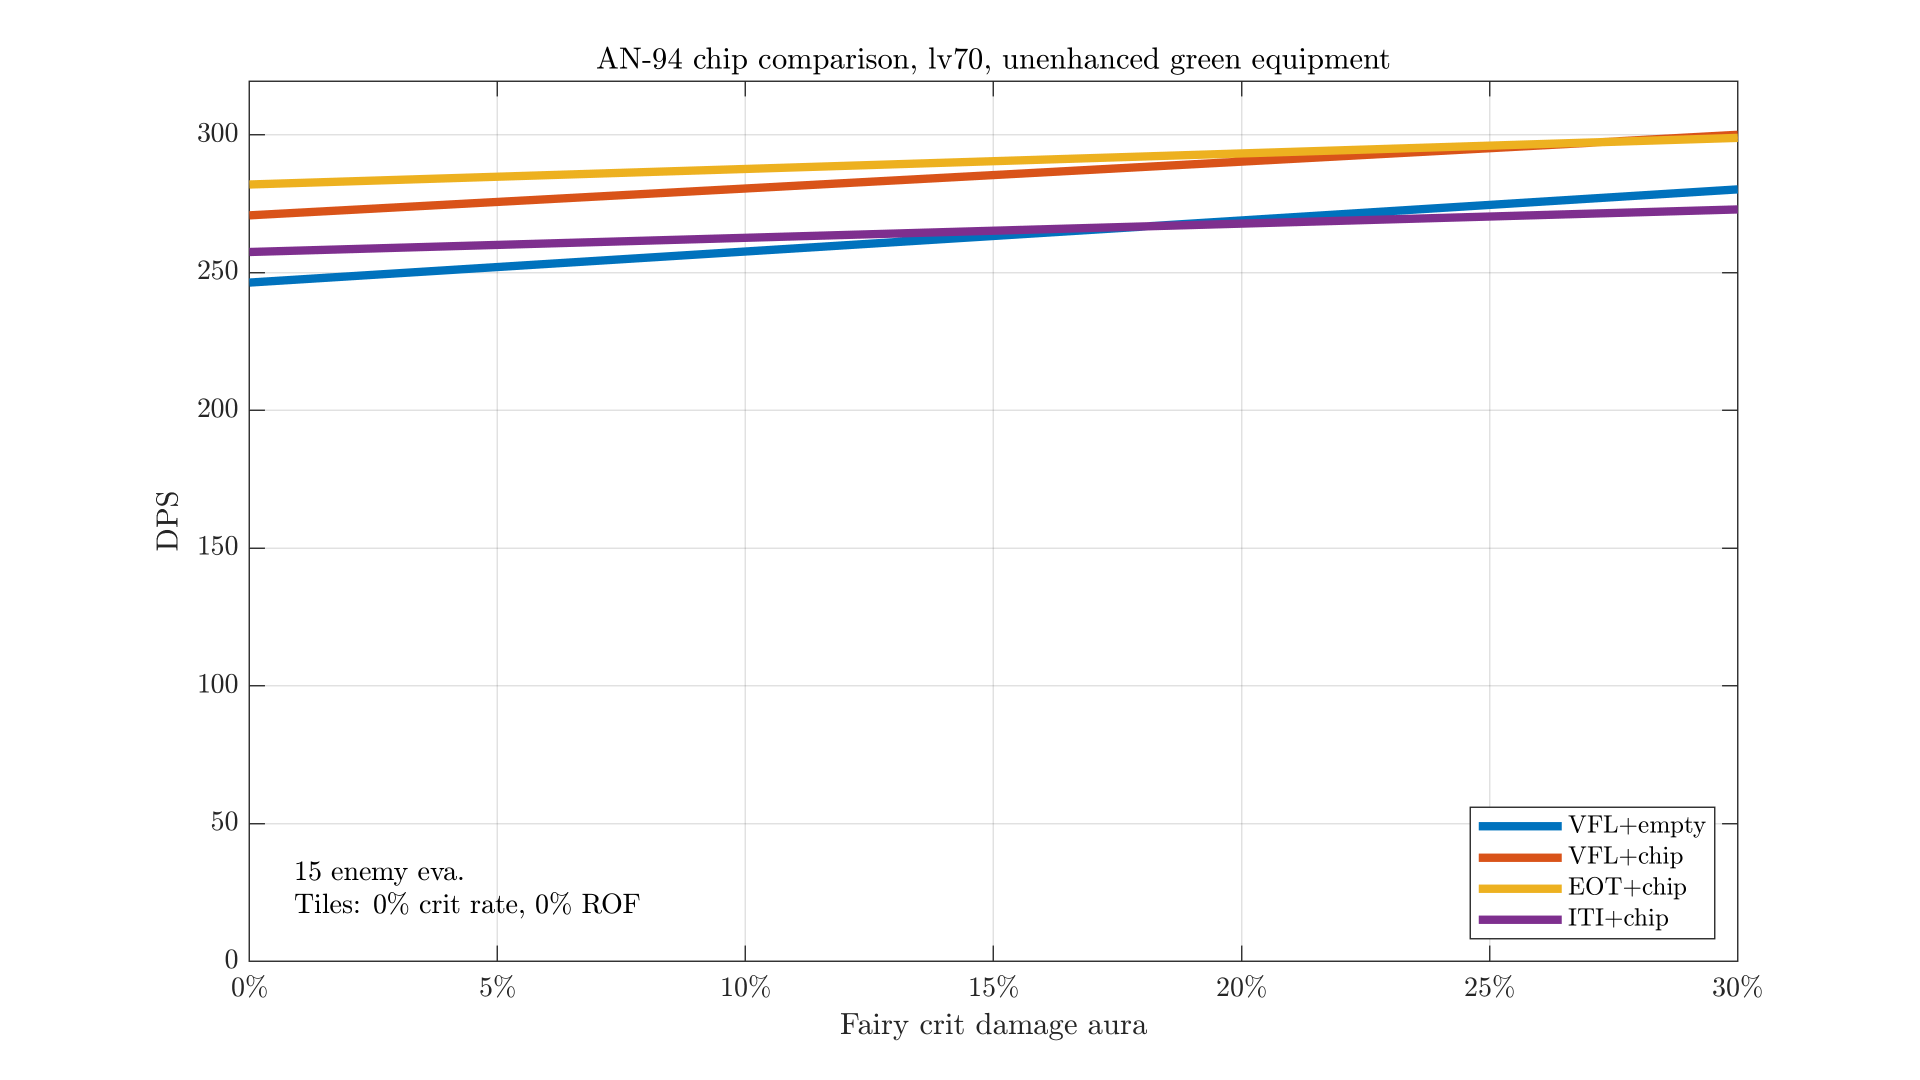 AN-94 chip comparison, lv70, unenhanced green equipment
300
250
200
150
100
50
0
DPS
15 enemy eva.
Tiles: 0% crit rate, 0% ROF
VFL+empty
VFL+chip
EOT+chip
ITI+chip
0% 5% 10% 15% 20% 25% 30%
Fairy crit damage aura